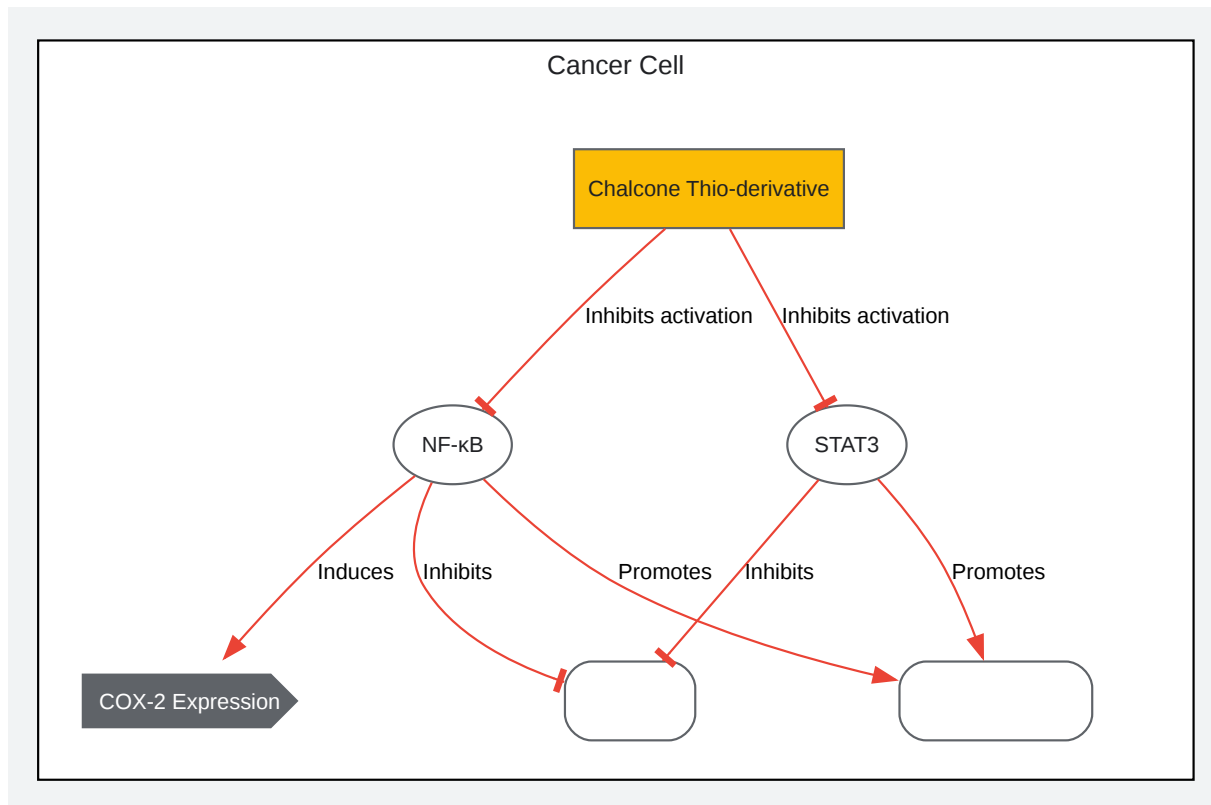 Cancer Cell
Chalcone Thio-derivative
Inhibits activation
Inhibits activation
NF-κB
STAT3
Induces
Inhibits
Promotes
Inhibits
Promotes
COX-2 Expression